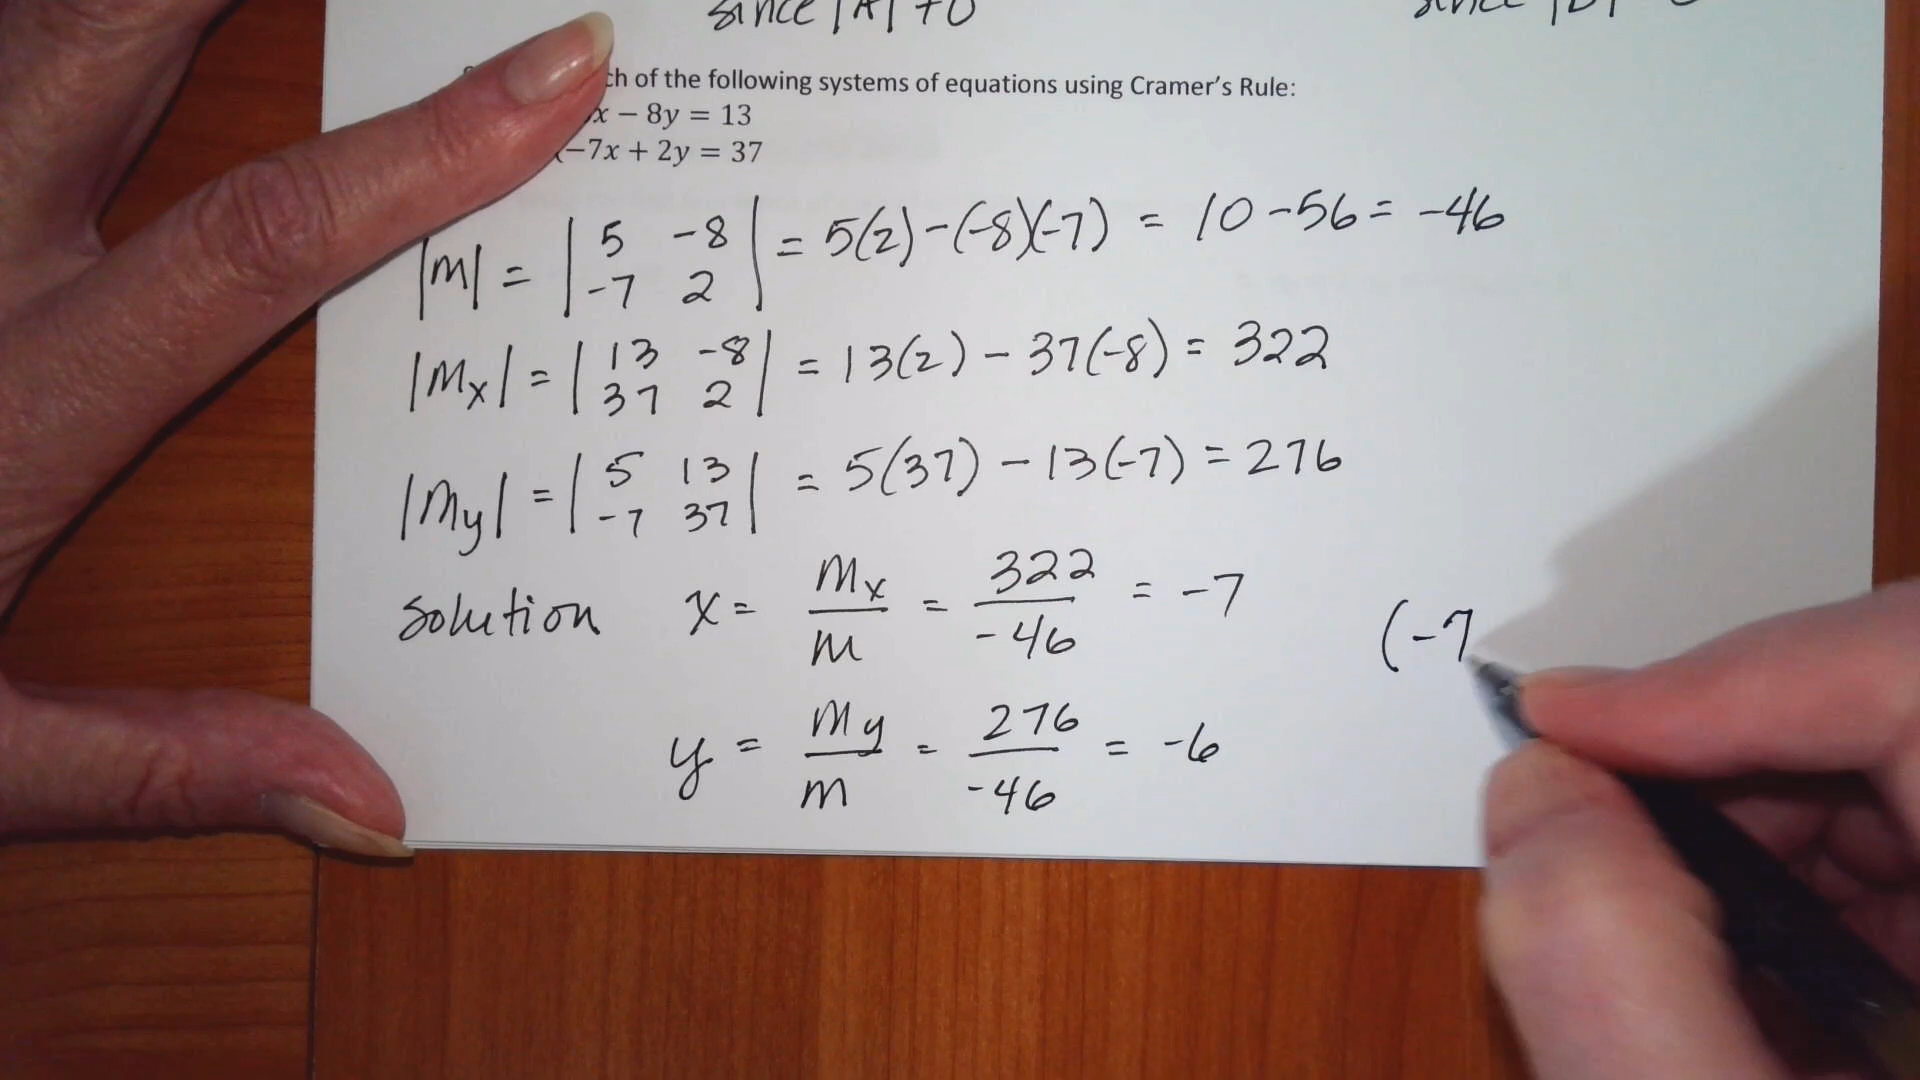 since |A| ≠ 0
since |B| =
ch of the following systems of equations using Cramer's Rule:
x − 8y = 13
−7x + 2y = 37
|M| = | 5 -8 | = 5(2) - (-8)(-7) = 10 - 56 = -46
| -7 2 |
|Mx| = | 13 -8 | = 13(2) - 37(-8) = 322
| 37 2 |
|My| = | 5 13 | = 5(37) - 13(-7) = 276
| -7 37 |
Solution x = Mx/M = 322/-46 = -7 (-7
y = My/M = 276/-46 = -6